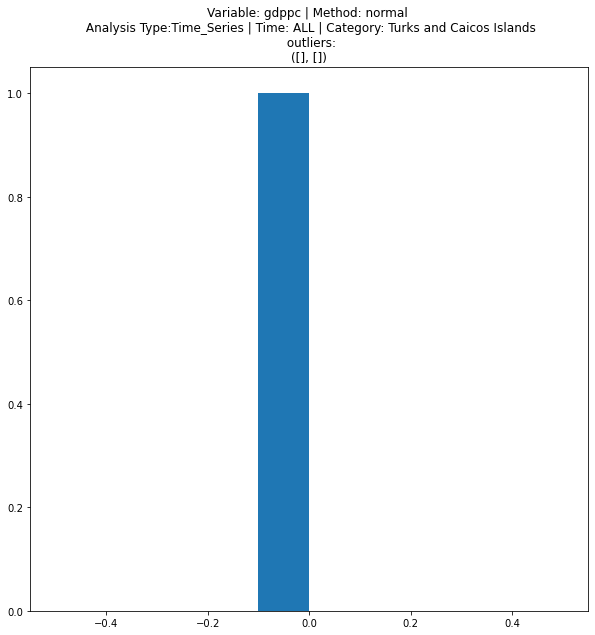 Variable: gdppc | Method: normal
Analysis Type:Time_Series | Time: ALL | Category: Turks and Caicos Islands
outliers:
([], [])
1.0
0.8
0.6
0.4
0.2
0.0
−0.4 −0.2 0.0 0.2 0.4